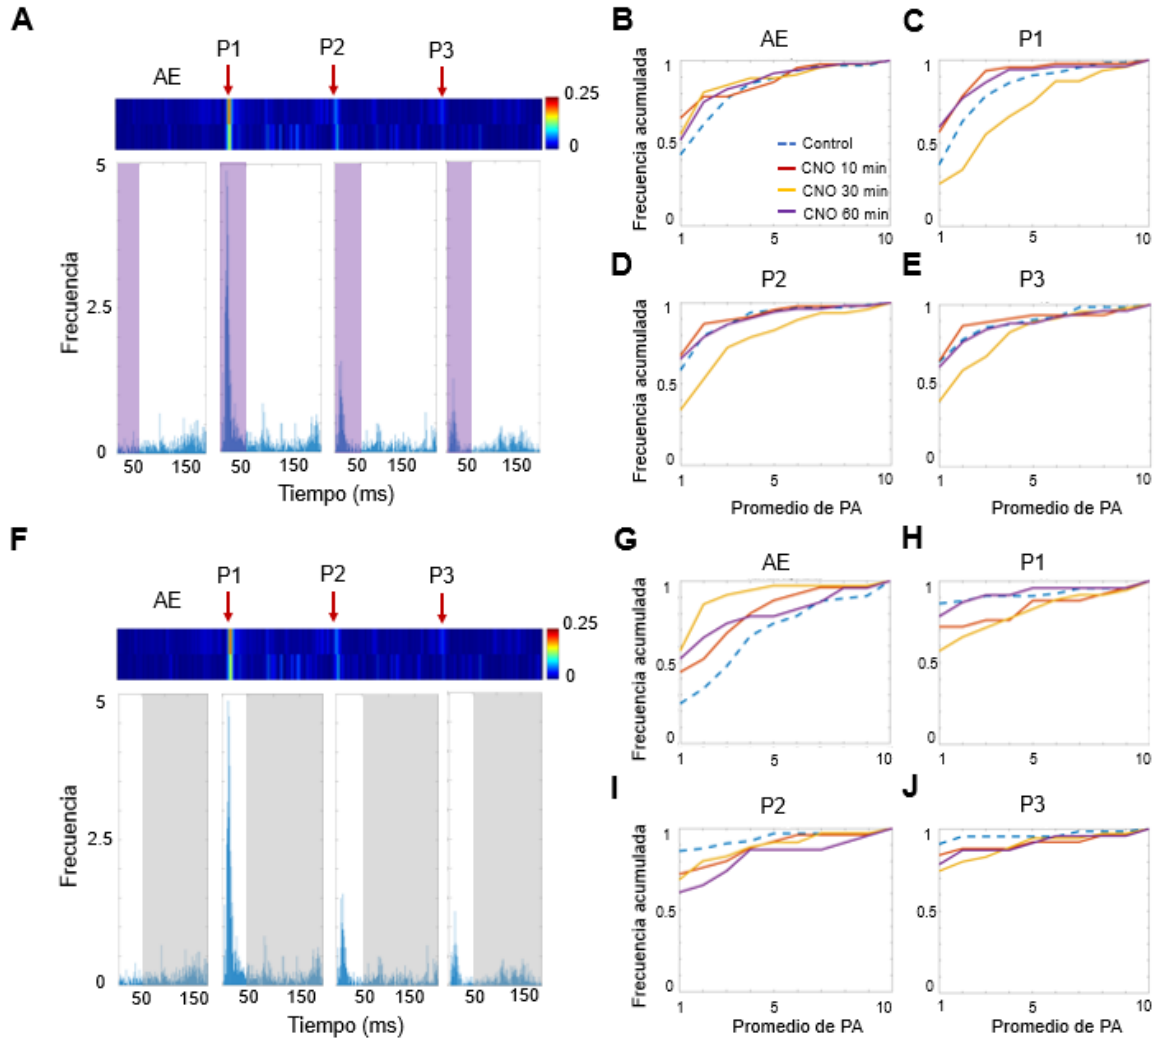 A
P1
P2
P3
AE
0.25
0
5
2.5
0
Frecuencia
50 150 50 150 50 150 50 150
Tiempo (ms)
B
AE
Frecuencia acumulada
1
0.5
0
1 5 10
Control
CNO 10 min
CNO 30 min
CNO 60 min
C
P1
1
0.5
0
1 5 10
D
P2
Frecuencia acumulada
1
0.5
0
1 5 10
Promedio de PA
E
P3
1
0.5
0
1 5 10
Promedio de PA
F
P1
P2
P3
AE
0.25
0
5
2.5
0
Frecuencia
50 150 50 150 50 150 50 150
Tiempo (ms)
G
AE
Frecuencia acumulada
1
0.5
0
1 5 10
H
P1
1
0.5
0
1 5 10
I
P2
Frecuencia acumulada
1
0.5
0
1 5 10
Promedio de PA
J
P3
1
0.5
0
1 5 10
Promedio de PA